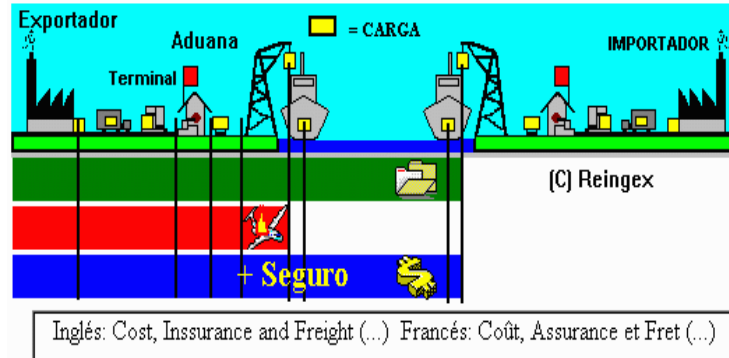 Exportador
Aduana
= CARGA
IMPORTADOR
Terminal
(C) Reingex
+ Seguro
Inglés: Cost, Inssurance and Freight (...) Francés: Coût, Assurance et Fret (...)